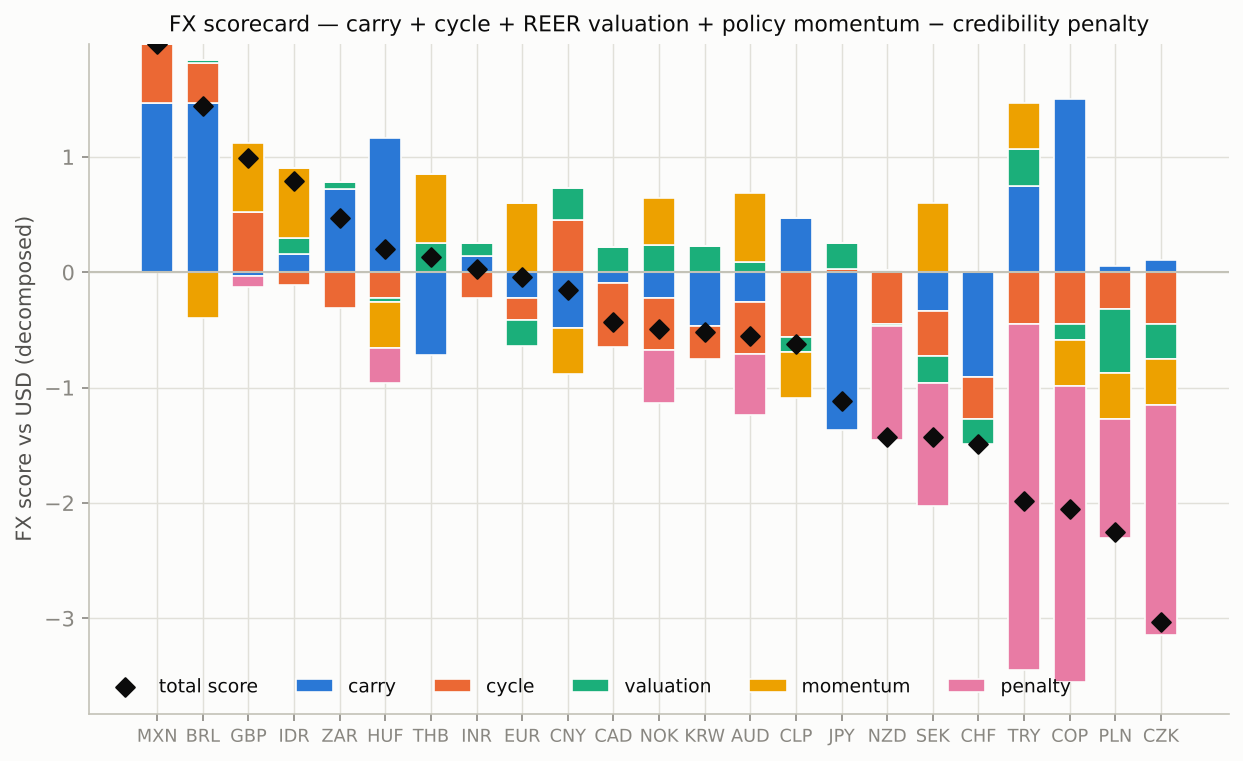 FX scorecard — carry + cycle + REER valuation + policy momentum − credibility penalty
FX score vs USD (decomposed)
1
0
−1
−2
−3
total score carry cycle valuation momentum penalty
MXN BRL GBP IDR ZAR HUF THB INR EUR CNY CAD NOK KRW AUD CLP JPY NZD SEK CHF TRY COP PLN CZK